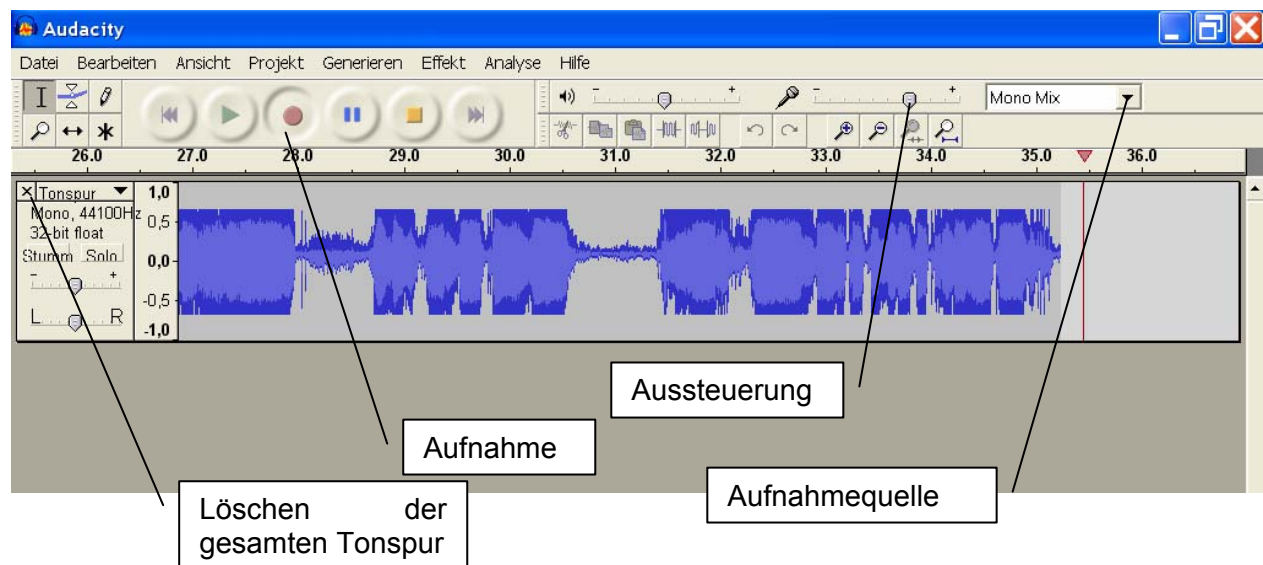 Audacity
Datei Bearbeiten Ansicht Projekt Generieren Effekt Analyse Hilfe
- + - + Mono Mix
26.0 27.0 28.0 29.0 30.0 31.0 32.0 33.0 34.0 35.0 36.0
X Tonspur 1,0
Mono, 44100Hz 0,5
32-bit float
Stumm Solo 0,0
- +
-0,5
L R
-1,0
Aussteuerung
Aufnahme
Aufnahmequelle
Löschen der
gesamten Tonspur